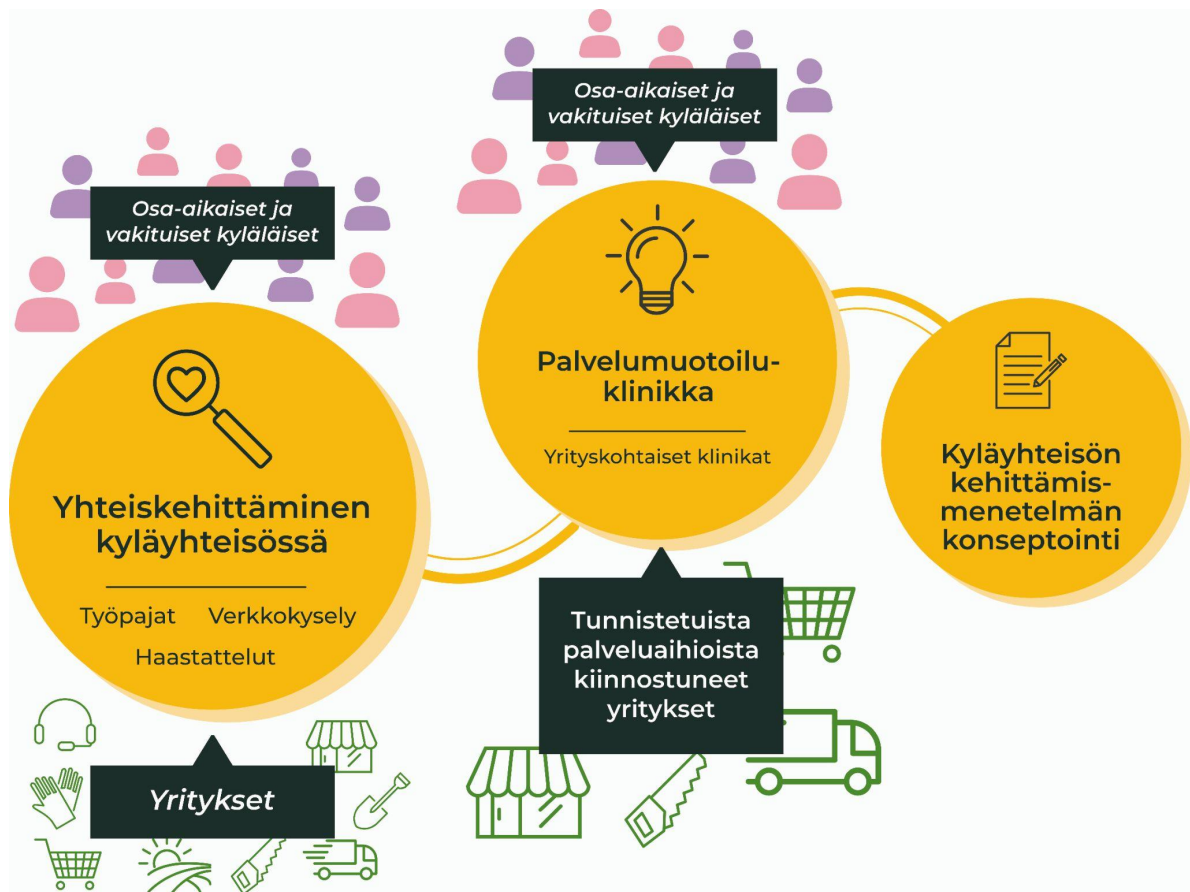 Osa-aikaiset ja
vakituiset kyläläiset
Yhteiskehittäminen
kyläyhteisössä
Työpajat Verkkokysely
Haastattelut
Yritykset
Osa-aikaiset ja
vakituiset kyläläiset
Palvelumuotoilu-
klinikka
Yrityskohtaiset klinikat
Tunnistetuista
palveluaihioista
kiinnostuneet
yritykset
Kyläyhteisön
kehittämis-
menetelmän
konseptointi